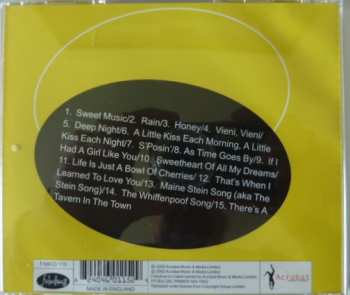 1. Sweet Music/2. Rain/3. Honey/4. Vieni, Vieni/
5. Deep Night/6. A Little Kiss Each Morning, A Little
Kiss Each Night/7. S'Posin'/8. As Time Goes By/9. If I
Had A Girl Like You/10. Sweetheart Of All My Dreams/
11. Life Is Just A Bowl Of Cherries/ 12. That's When I
Learned To Love You/13. Maine Stein Song (aka The
Stein Song)/14. The Whiffenpoof Song/15. There's A
Tavern In The Town
MADE IN ENGLAND
Acrobat